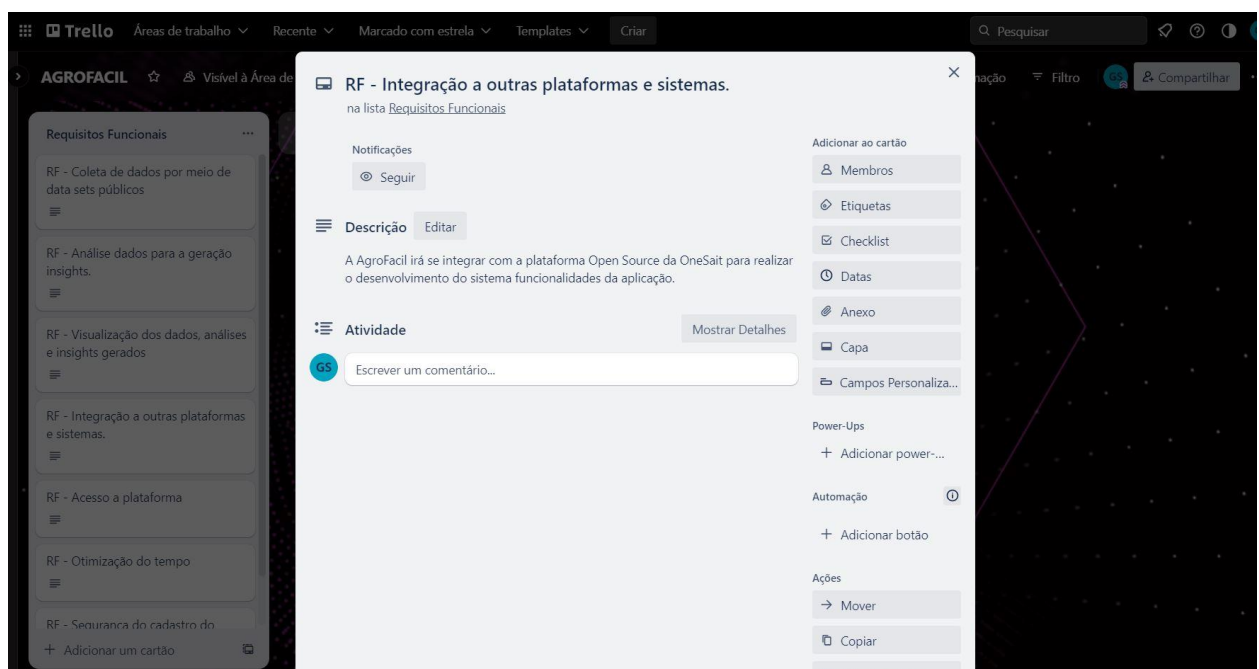 Trello Áreas de trabalho Recente Marcado com estrela Templates Criar Pesquisar
AGROFACIL Visível à Área de nação Filtro GS Compartilhar
Requisitos Funcionais
RF - Coleta de dados por meio de
data sets públicos
RF - Análise dados para a geração
insights.
RF - Visualização dos dados, análises
e insights gerados
RF - Integração a outras plataformas
e sistemas.
RF - Acesso a plataforma
RF - Otimização do tempo
RF - Segurança do cadastro do
+ Adicionar um cartão
RF - Integração a outras plataformas e sistemas.
na lista Requisitos Funcionais
Notificações
Seguir
Descrição Editar
A AgroFacil irá se integrar com a plataforma Open Source da OneSait para realizar
o desenvolvimento do sistema funcionalidades da aplicação.
Atividade Mostrar Detalhes
GS Escrever um comentário...
Adicionar ao cartão
Membros
Etiquetas
Checklist
Datas
Anexo
Capa
Campos Personaliza...
Power-Ups
+ Adicionar power-...
Automação
+ Adicionar botão
Ações
Mover
Copiar